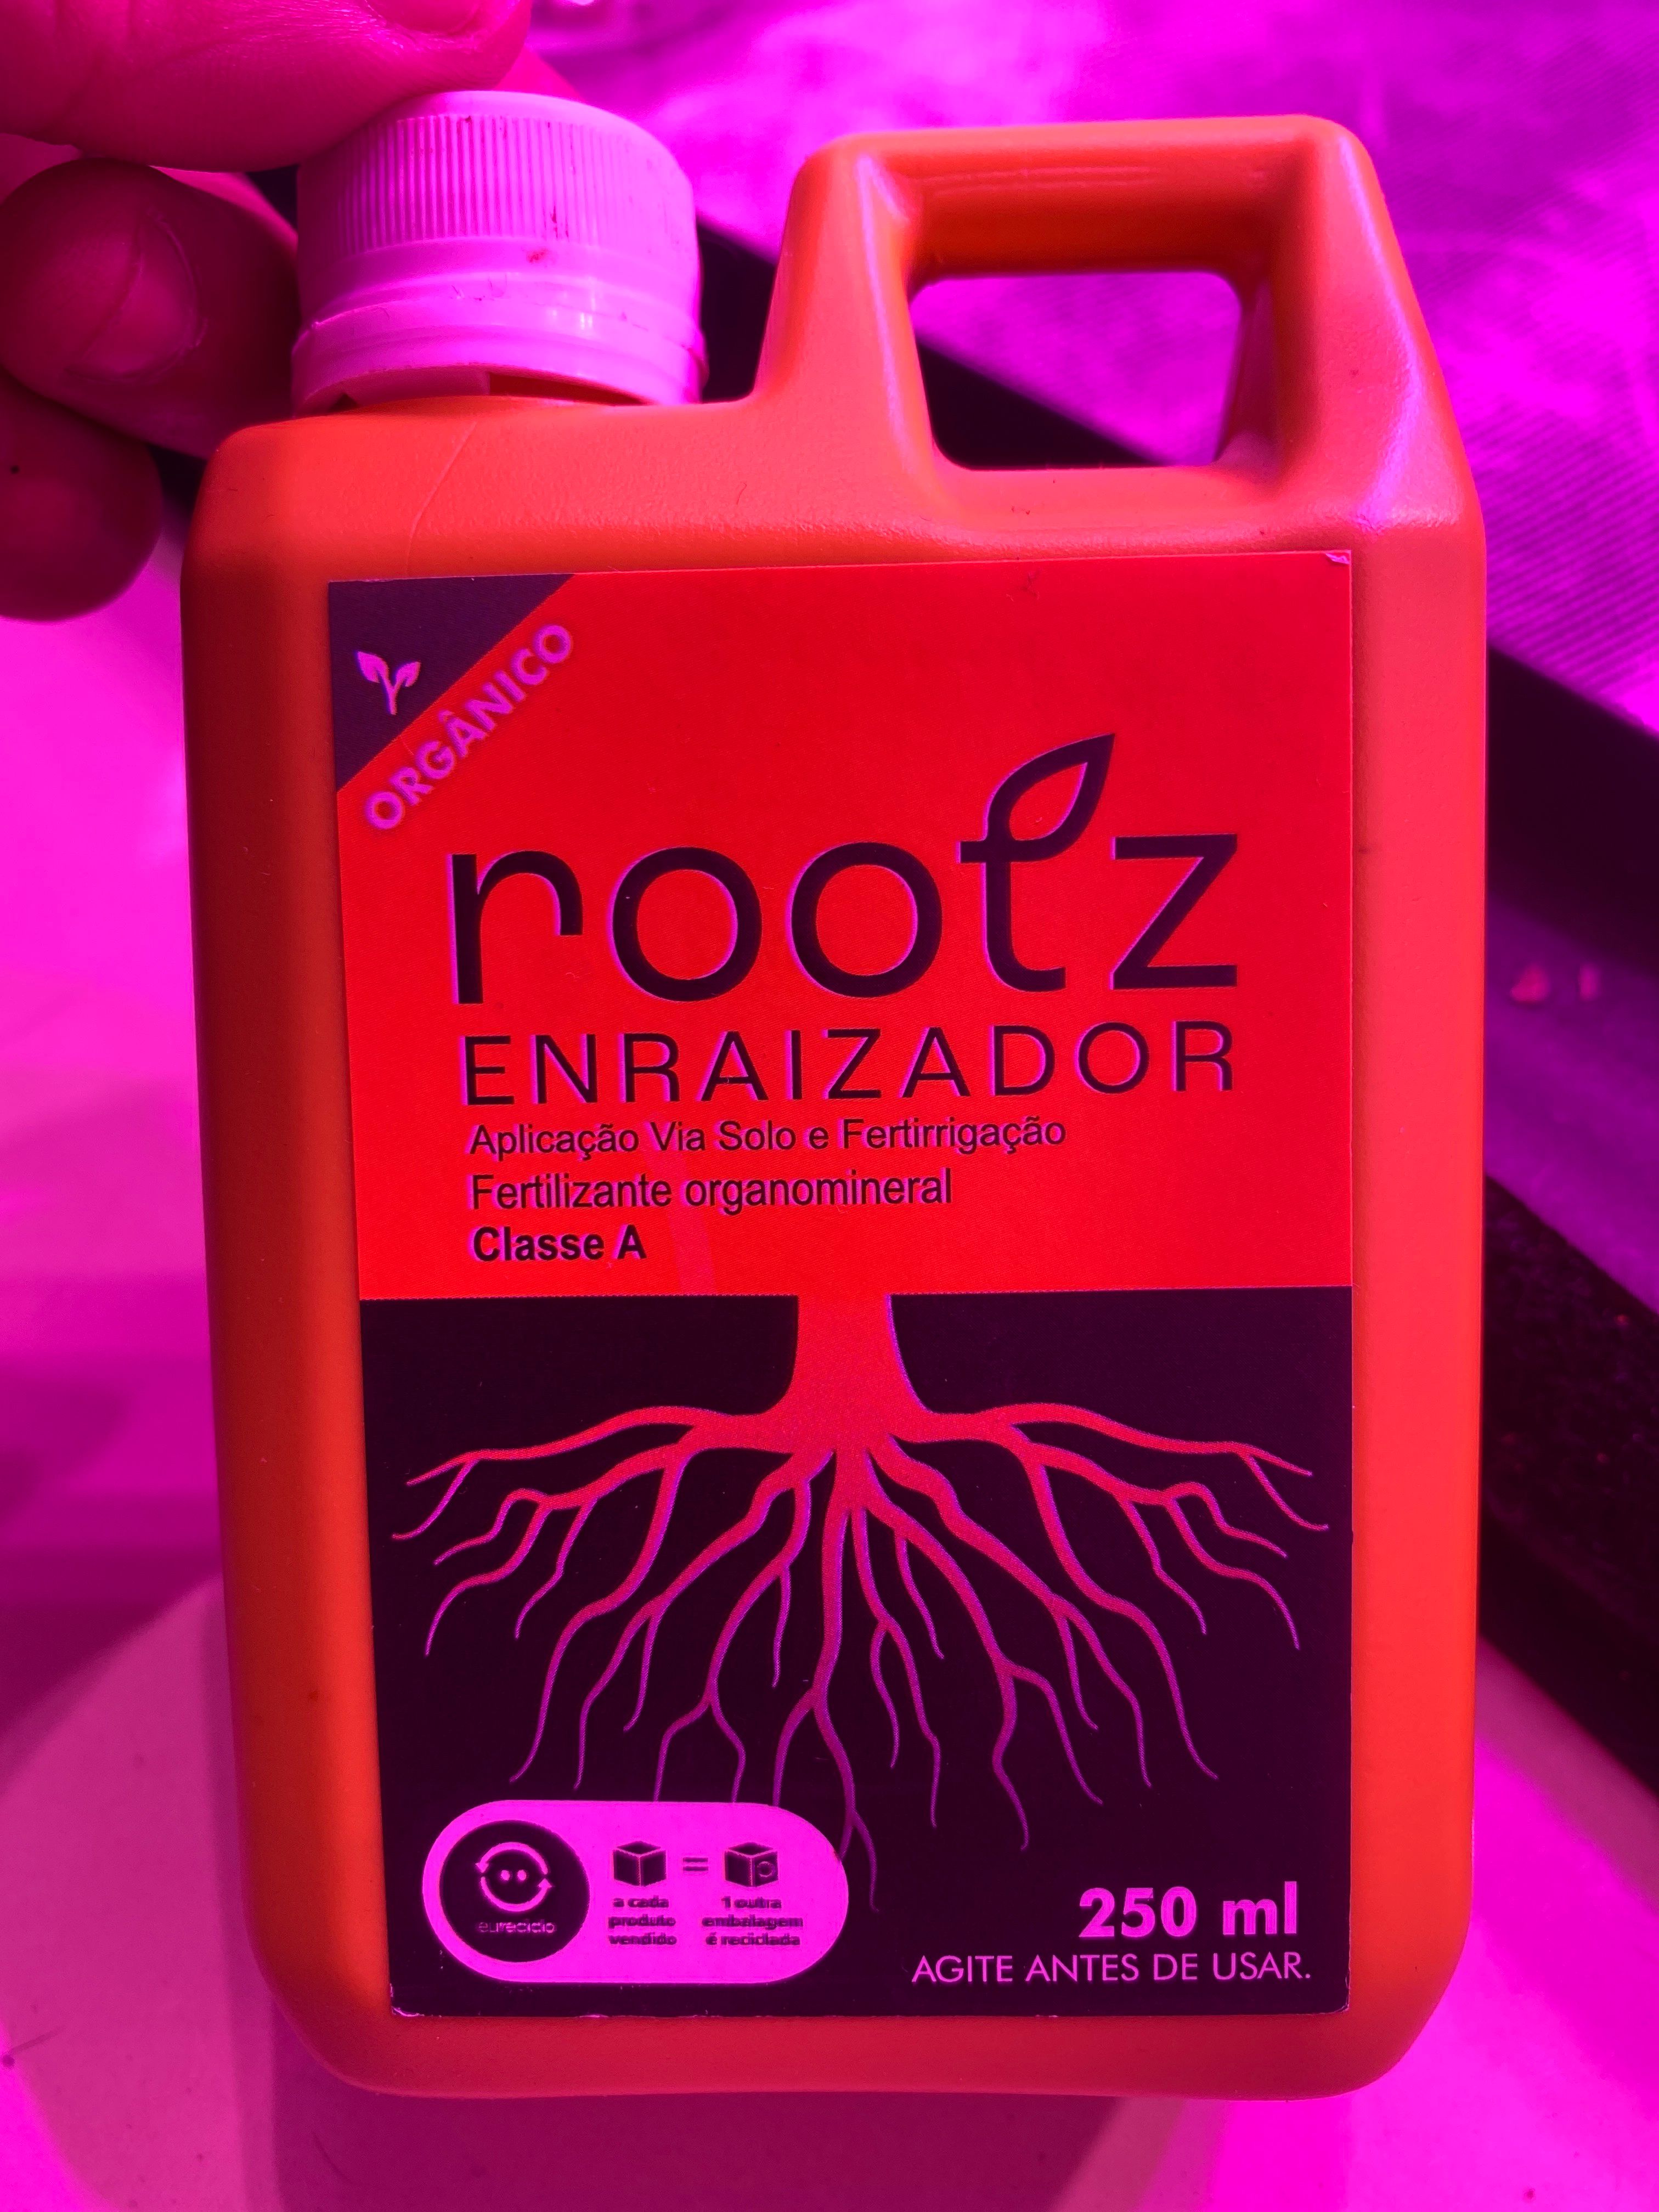 ORGÂNICO
rootz
ENRAIZADOR
Aplicação Via Solo e Fertirrigação
Fertilizante organomineral
Classe A
eureciclo
a cada
produto
vendido
=
1 outra
embalagem
é reciclada
250 ml
AGITE ANTES DE USAR.